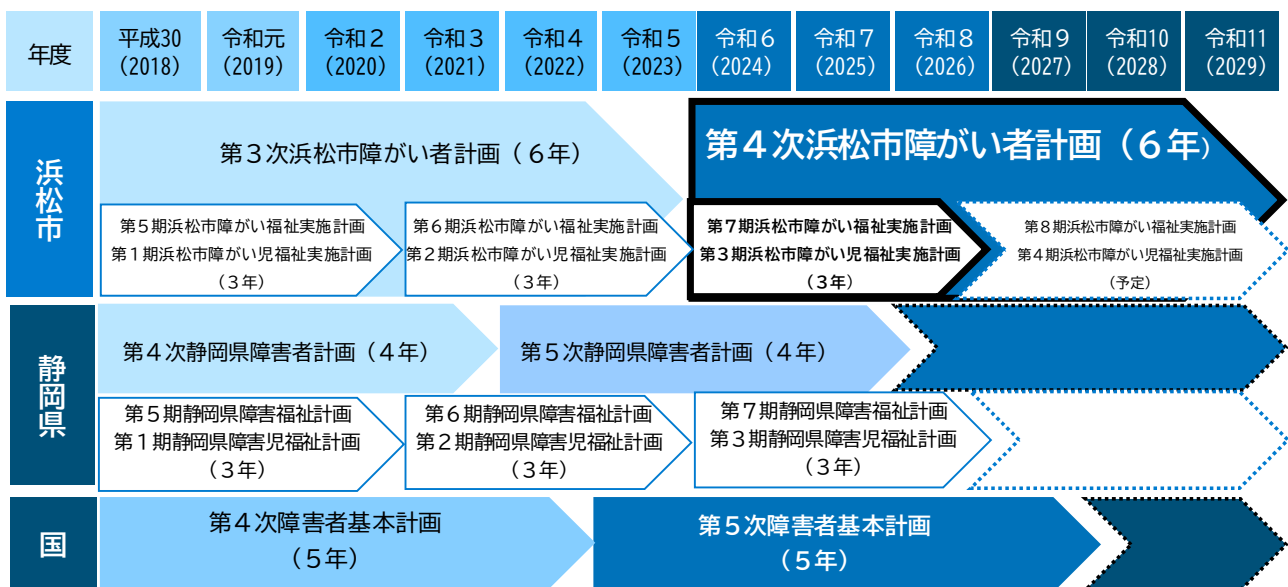 年度
平成30
(2018)
令和元
(2019)
令和2
(2020)
令和3
(2021)
令和4
(2022)
令和5
(2023)
令和6
(2024)
令和7
(2025)
令和8
(2026)
令和9
(2027)
令和10
(2028)
令和11
(2029)
浜松市
第3次浜松市障がい者計画（6年）
第4次浜松市障がい者計画（6年）
第5期浜松市障がい福祉実施計画
第1期浜松市障がい児福祉実施計画
（3年）
第6期浜松市障がい福祉実施計画
第2期浜松市障がい児福祉実施計画
（3年）
第7期浜松市障がい福祉実施計画
第3期浜松市障がい児福祉実施計画
（3年）
第8期浜松市障がい福祉実施計画
第4期浜松市障がい児福祉実施計画
（予定）
静岡県
第4次静岡県障害者計画（4年）
第5次静岡県障害者計画（4年）
第5期静岡県障害福祉計画
第1期静岡県障害児福祉計画
（3年）
第6期静岡県障害福祉計画
第2期静岡県障害児福祉計画
（3年）
第7期静岡県障害福祉計画
第3期静岡県障害児福祉計画
（3年）
国
第4次障害者基本計画
（5年）
第5次障害者基本計画
（5年）